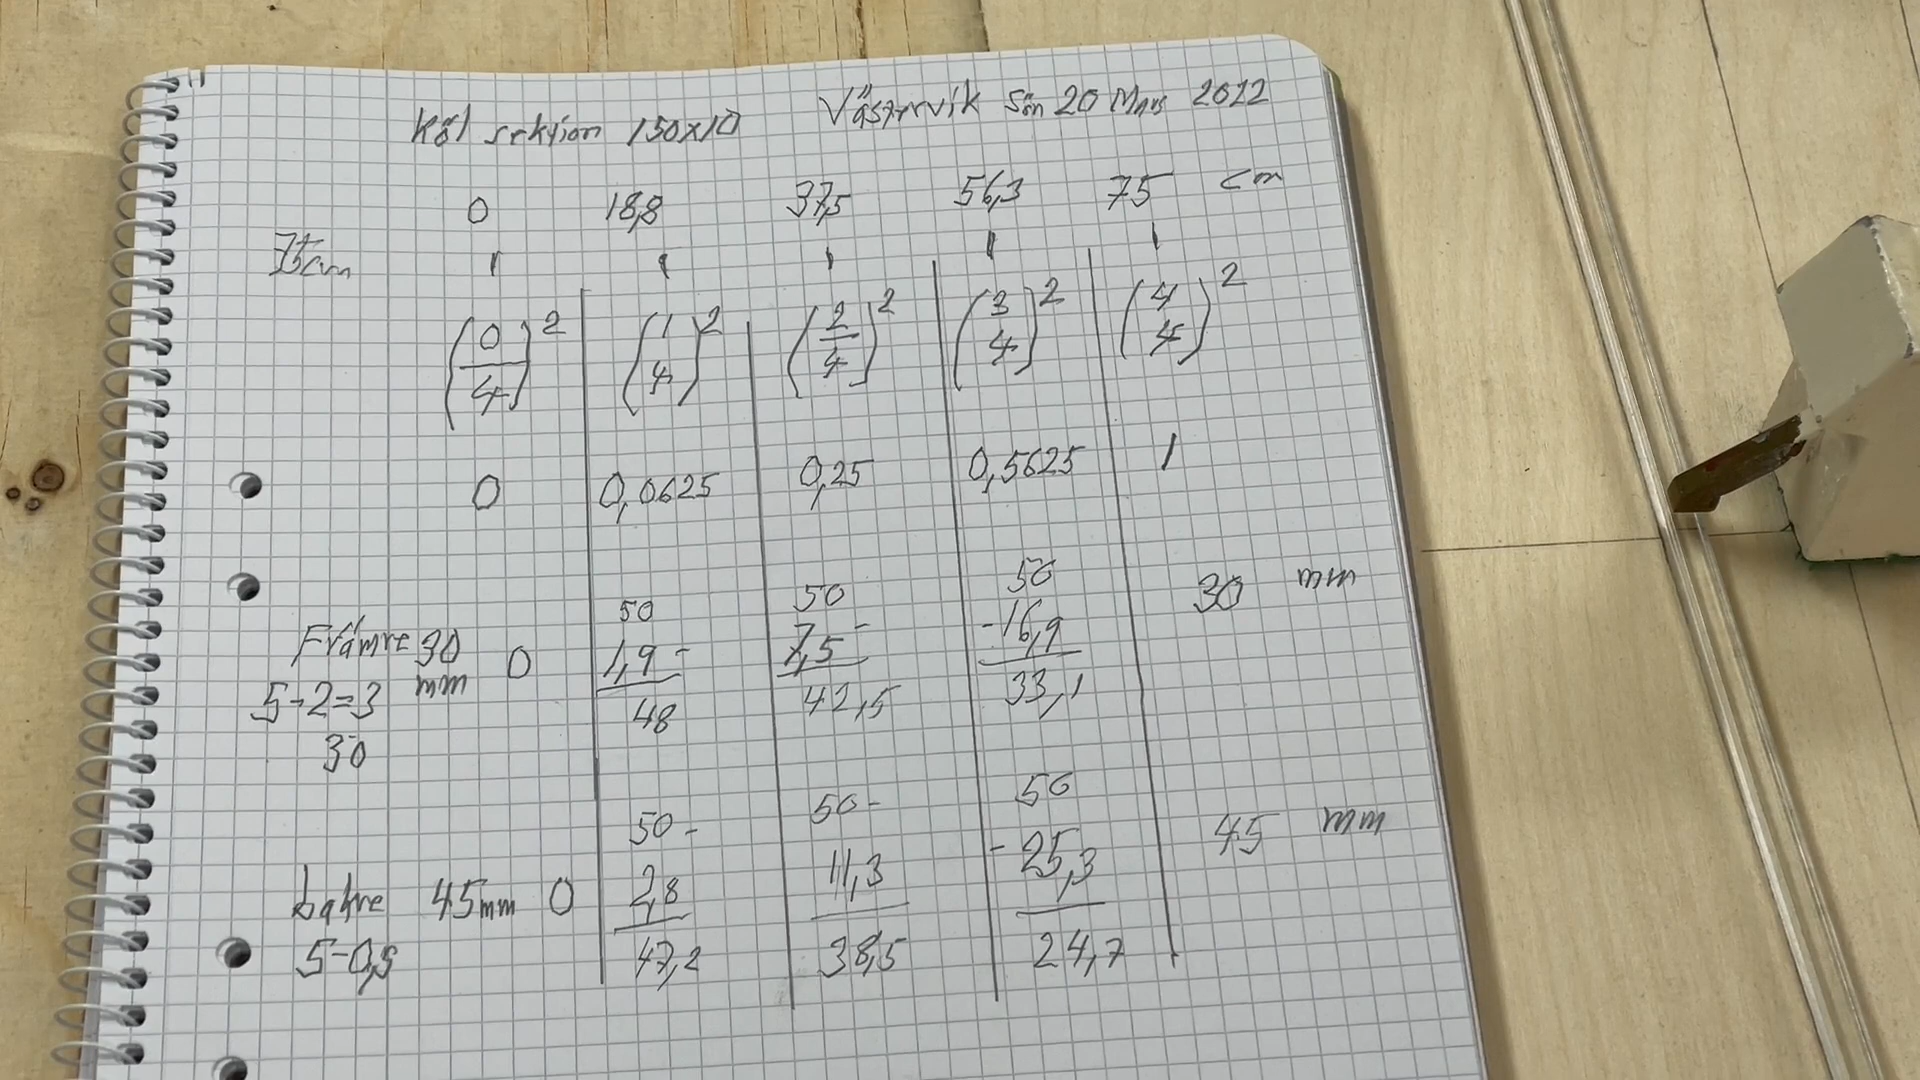 Köl sektion 150x10 Västervik Sön 20 Mars 2022
0 18,8 37,5 56,3 75 cm
(0/4)² (1/4)² (2/4)² (3/4)² (4/4)²
0 0,0625 0,25 0,5625 1
50 50 50 30 mm
Främre 30 mm 0 1,9- 7,5- -16,9
5-2=3 48 42,5 33,1
30
50- 50- 50 45 mm
bakre 45mm 0 2,8 11,3 -25,3
5-0,5 47,2 38,5 24,7